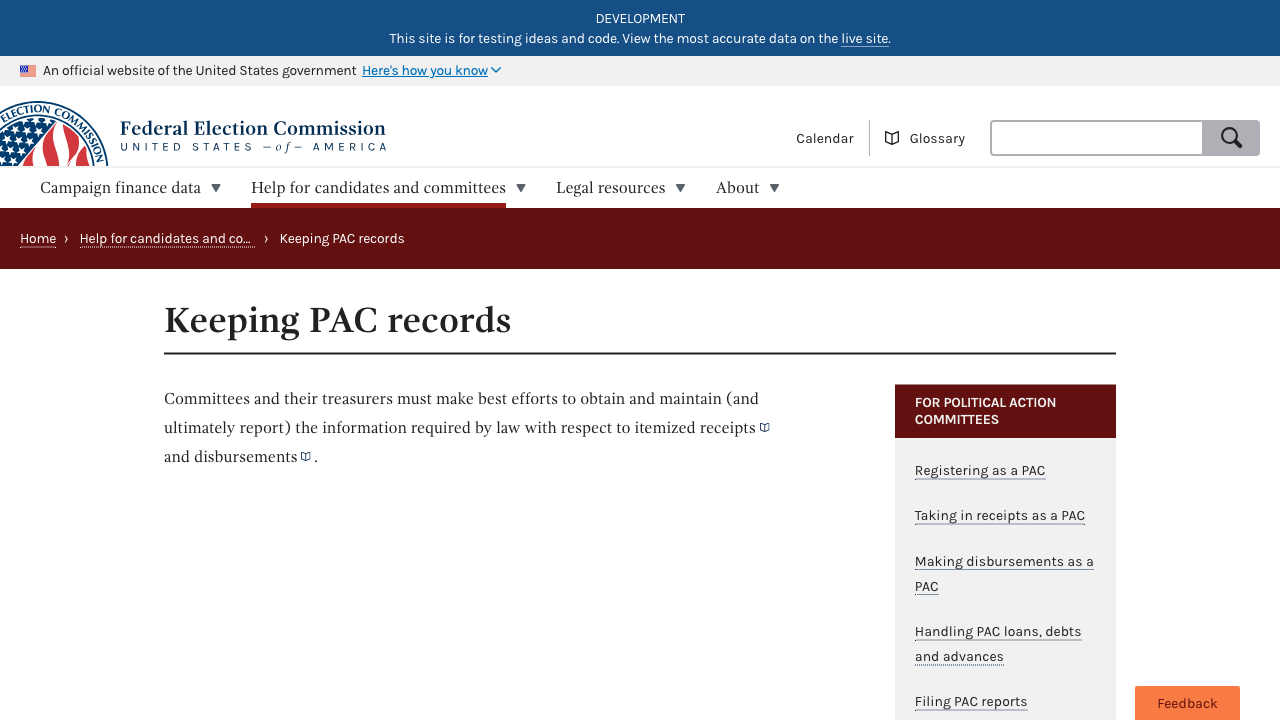 DEVELOPMENT
This site is for testing ideas and code. View the most accurate data on the live site.
An official website of the United States government Here's how you know
ELECTION COMMISSION
Federal Election Commission
UNITED STATES of AMERICA
Calendar
Glossary
Campaign finance data
Help for candidates and committees
Legal resources
About
Home › Help for candidates and co... › Keeping PAC records
Keeping PAC records
Committees and their treasurers must make best efforts to obtain and maintain (and
ultimately report) the information required by law with respect to itemized receipts
and disbursements .
FOR POLITICAL ACTION
COMMITTEES
Registering as a PAC
Taking in receipts as a PAC
Making disbursements as a
PAC
Handling PAC loans, debts
and advances
Filing PAC reports
Feedback